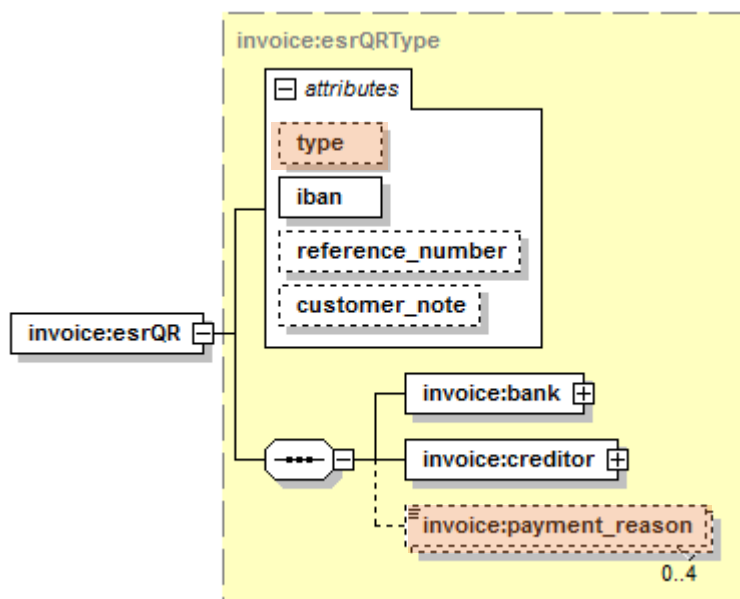 invoice:esrQRType
attributes
type
iban
reference_number
customer_note
invoice:esrQR
invoice:bank
invoice:creditor
invoice:payment_reason
0..4